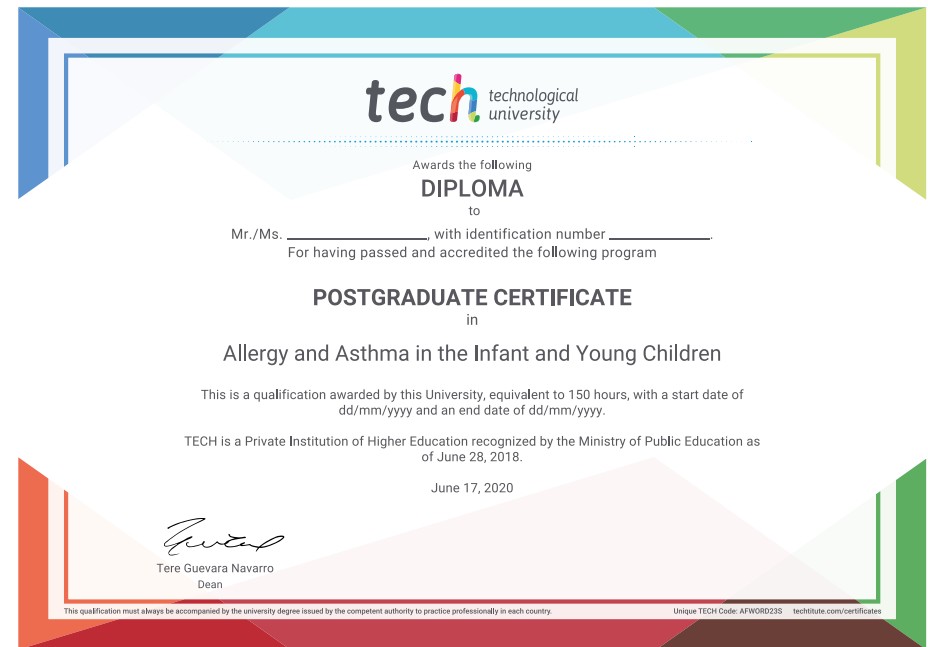 tech technological
university
Awards the following
DIPLOMA
to
Mr./Ms. ____________________, with identification number ______________.
For having passed and accredited the following program
POSTGRADUATE CERTIFICATE
in
Allergy and Asthma in the Infant and Young Children
This is a qualification awarded by this University, equivalent to 150 hours, with a start date of
dd/mm/yyyy and an end date of dd/mm/yyyy.
TECH is a Private Institution of Higher Education recognized by the Ministry of Public Education as
of June 28, 2018.
June 17, 2020
Tere Guevara Navarro
Dean
This qualification must always be accompanied by the university degree issued by the competent authority to practice professionally in each country.
Unique TECH Code: AFWORD23S techtitute.com/certificates